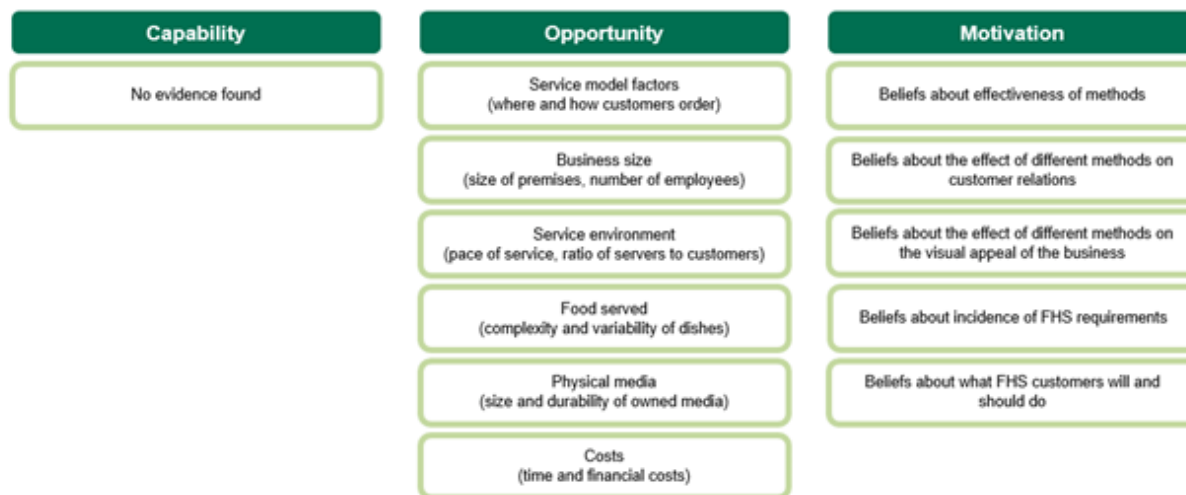 Capability
No evidence found
Opportunity
Service model factors
(where and how customers order)
Business size
(size of premises, number of employees)
Service environment
(pace of service, ratio of servers to customers)
Food served
(complexity and variability of dishes)
Physical media
(size and durability of owned media)
Costs
(time and financial costs)
Motivation
Beliefs about effectiveness of methods
Beliefs about the effect of different methods on
customer relations
Beliefs about the effect of different methods on
the visual appeal of the business
Beliefs about incidence of FHS requirements
Beliefs about what FHS customers will and
should do